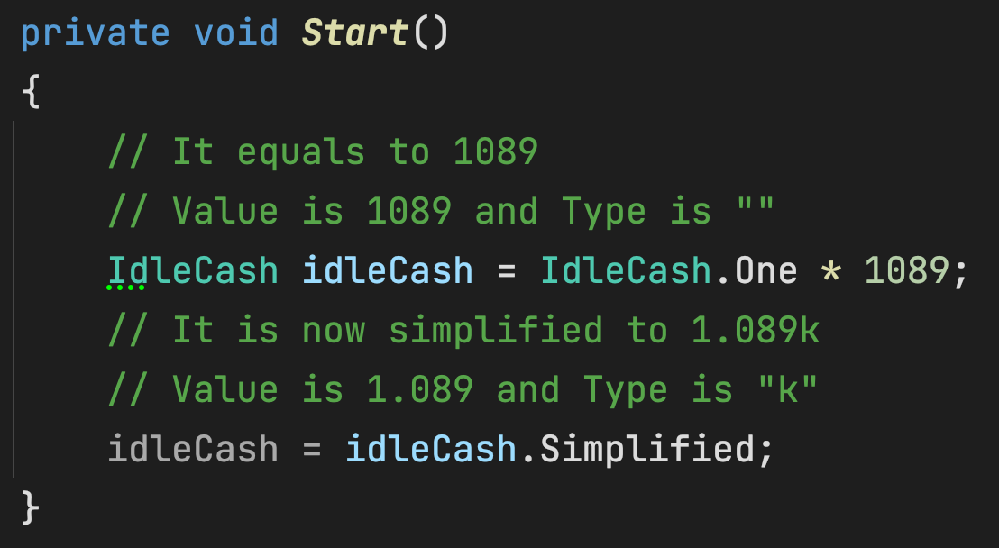 private void Start()
{
// It equals to 1089
// Value is 1089 and Type is ""
IdleCash idleCash = IdleCash.One * 1089;
// It is now simplified to 1.089k
// Value is 1.089 and Type is "k"
idleCash = idleCash.Simplified;
}